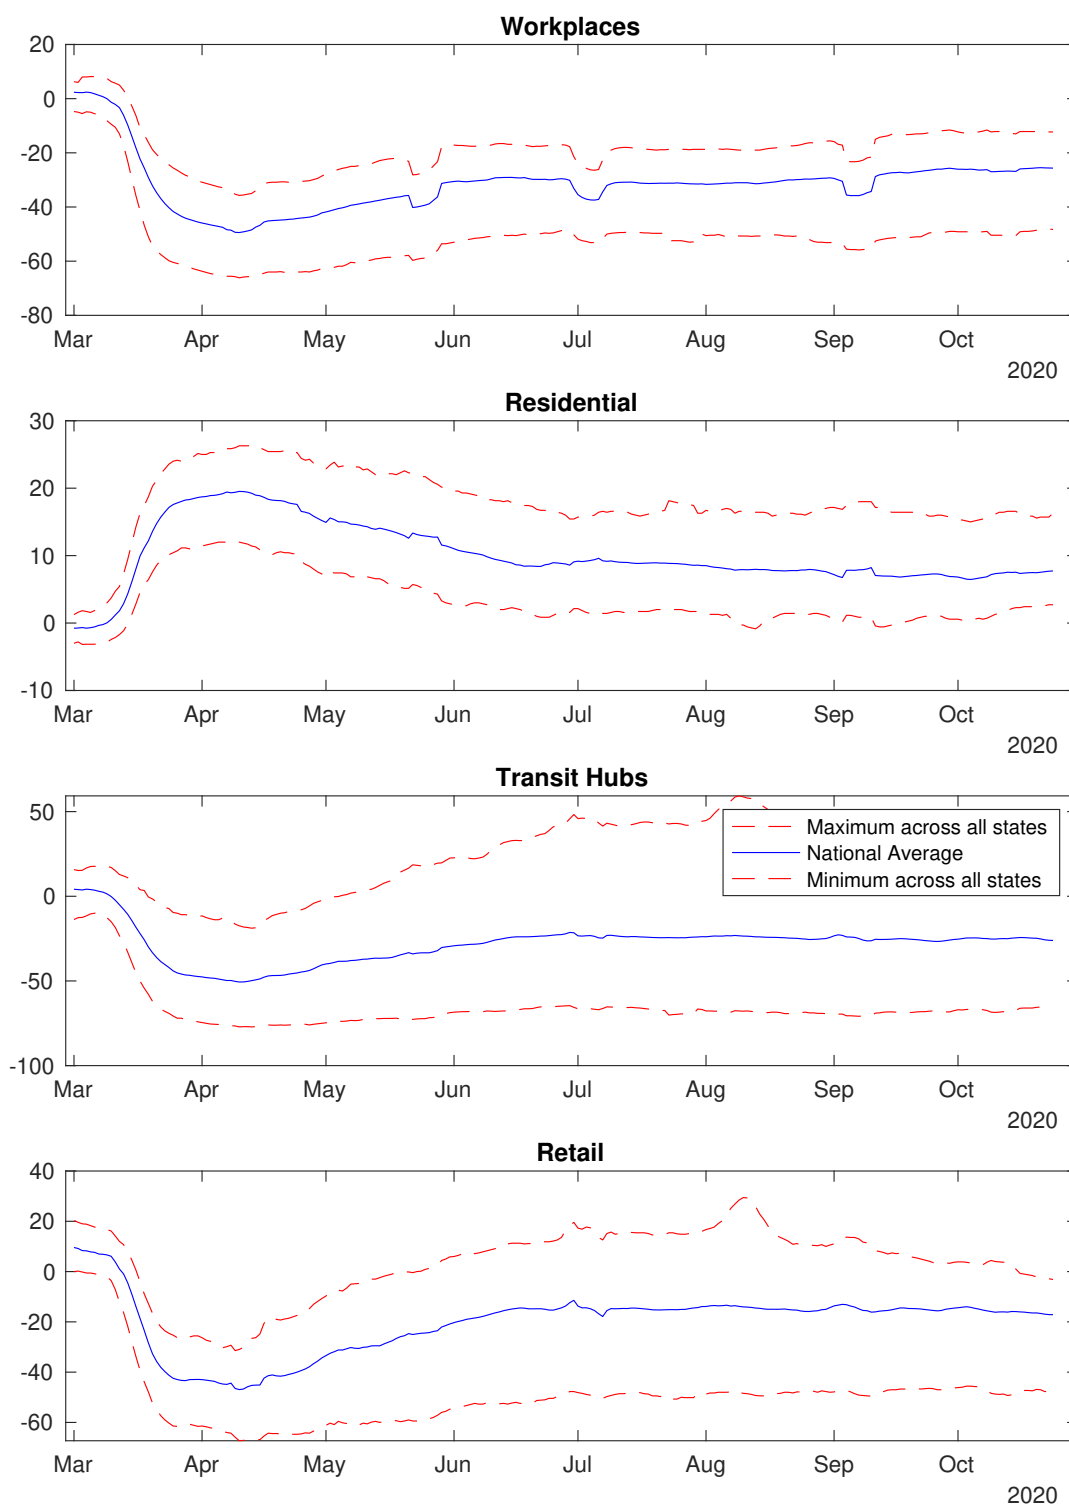 Workplaces
20
0
-20
-40
-60
-80
Mar Apr May Jun Jul Aug Sep Oct
2020
Residential
30
20
10
0
-10
Mar Apr May Jun Jul Aug Sep Oct
2020
Transit Hubs
50
0
-50
-100
Maximum across all states
National Average
Minimum across all states
Mar Apr May Jun Jul Aug Sep Oct
2020
Retail
40
20
0
-20
-40
-60
Mar Apr May Jun Jul Aug Sep Oct
2020